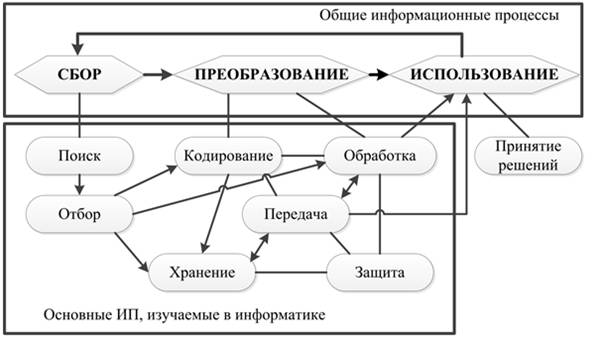 Общие информационные процессы
СБОР
ПРЕОБРАЗОВАНИЕ
ИСПОЛЬЗОВАНИЕ
Поиск
Кодирование
Обработка
Принятие
решений
Отбор
Передача
Хранение
Защита
Основные ИП, изучаемые в информатике